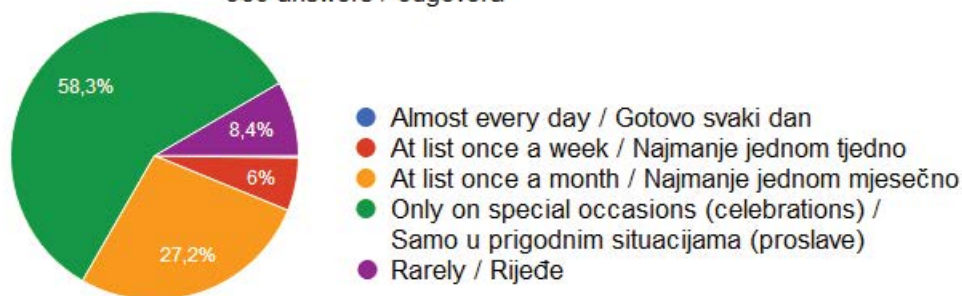 58,3%
8,4%
6%
27,2%
Almost every day / Gotovo svaki dan
At list once a week / Najmanje jednom tjedno
At list once a month / Najmanje jednom mjesečno
Only on special occasions (celebrations) /
Samo u prigodnim situacijama (proslave)
Rarely / Rijeđe